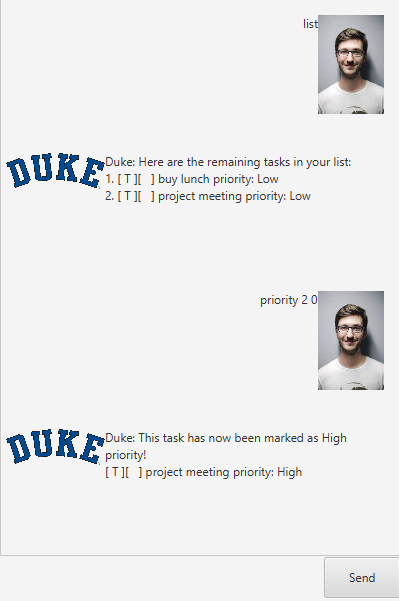 list
DUKE
Duke: Here are the remaining tasks in your list:
1. [ T ][   ] buy lunch priority: Low
2. [ T ][   ] project meeting priority: Low
priority 2 0
DUKE
Duke: This task has now been marked as High
priority!
[ T ][   ] project meeting priority: High
Send